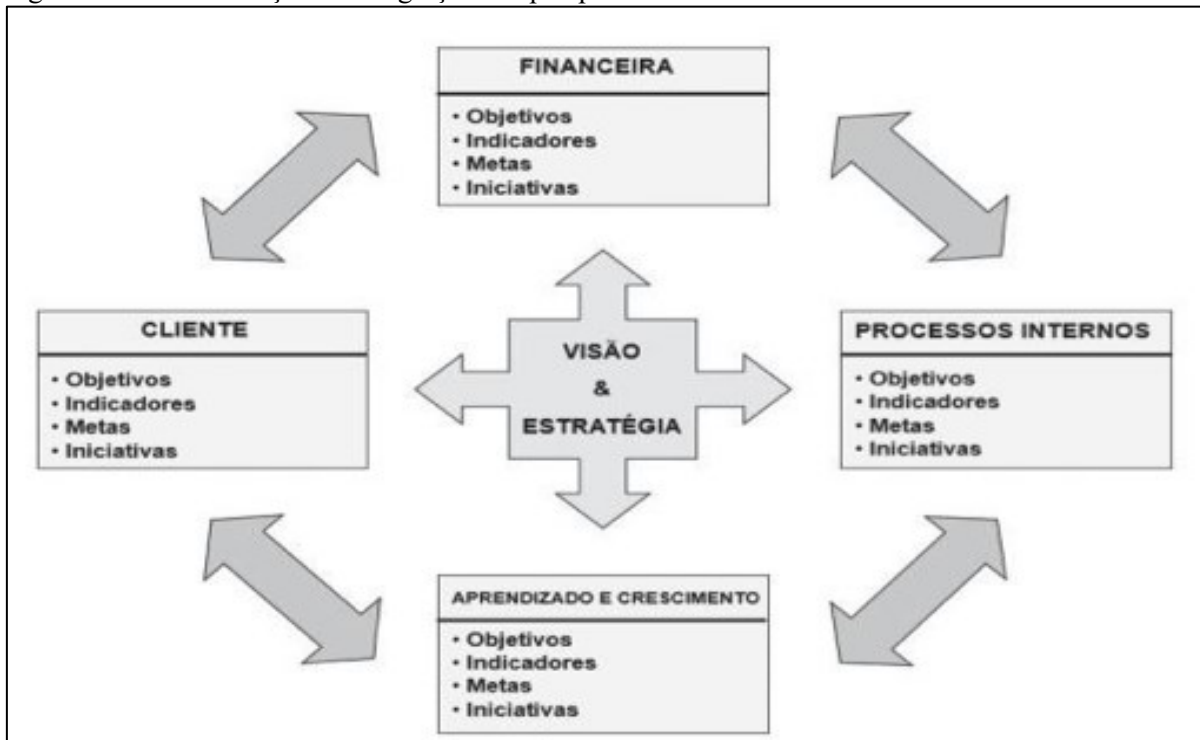 FINANCEIRA
• Objetivos
• Indicadores
• Metas
• Iniciativas
CLIENTE
• Objetivos
• Indicadores
• Metas
• Iniciativas
VISÃO
&
ESTRATÉGIA
PROCESSOS INTERNOS
• Objetivos
• Indicadores
• Metas
• Iniciativas
APRENDIZADO E CRESCIMENTO
• Objetivos
• Indicadores
• Metas
• Iniciativas